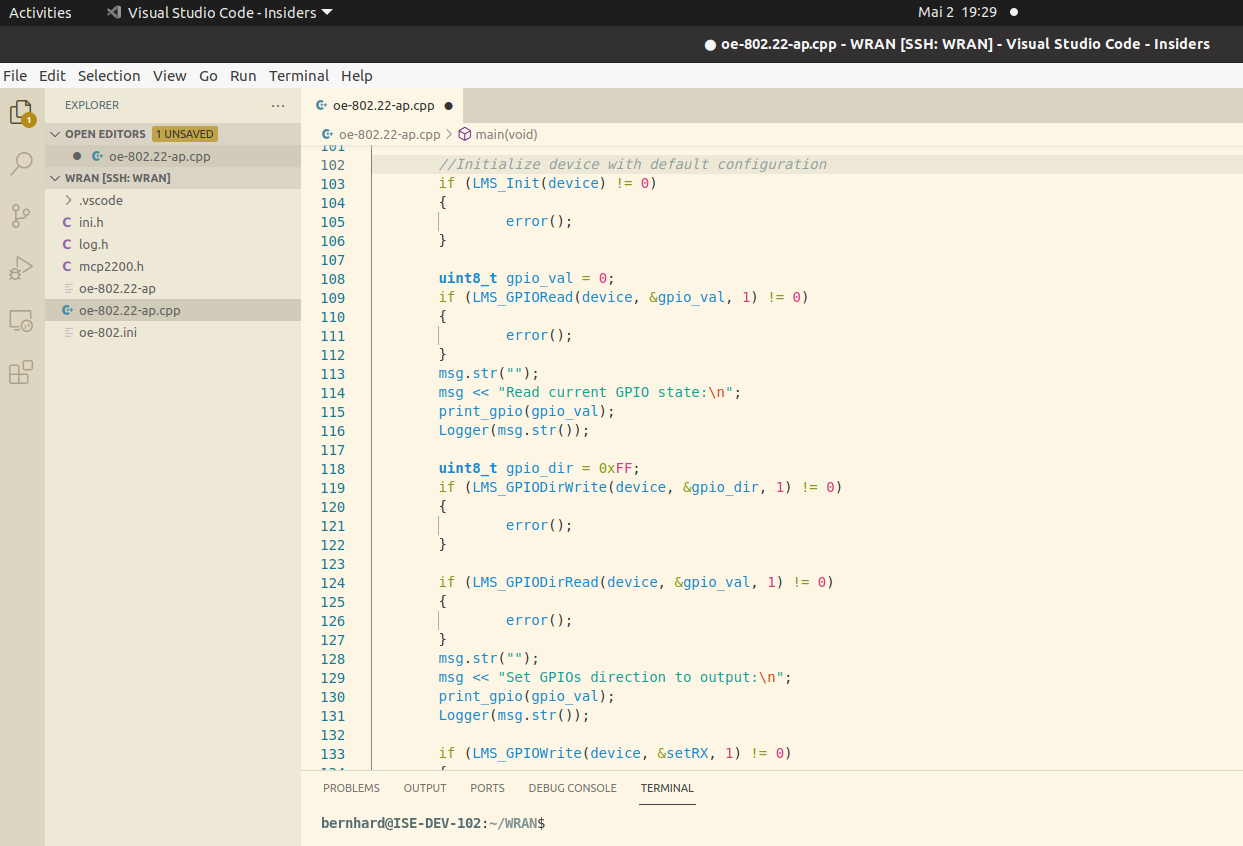 Activities
Visual Studio Code - Insiders
Mai 2 19:29
oe-802.22-ap.cpp - WRAN [SSH: WRAN] - Visual Studio Code - Insiders
File Edit Selection View Go Run Terminal Help
EXPLORER
oe-802.22-ap.cpp
1
OPEN EDITORS 1 UNSAVED
oe-802.22-ap.cpp
WRAN [SSH: WRAN]
.vscode
C ini.h
C log.h
C mcp2200.h
oe-802.22-ap
oe-802.22-ap.cpp
oe-802.ini
oe-802.22-ap.cpp > main(void)
101
102 //Initialize device with default configuration
103 if (LMS_Init(device) != 0)
104 {
105 error();
106 }
107
108 uint8_t gpio_val = 0;
109 if (LMS_GPIORead(device, &gpio_val, 1) != 0)
110 {
111 error();
112 }
113 msg.str("");
114 msg << "Read current GPIO state:\n";
115 print_gpio(gpio_val);
116 Logger(msg.str());
117
118 uint8_t gpio_dir = 0xFF;
119 if (LMS_GPIODirWrite(device, &gpio_dir, 1) != 0)
120 {
121 error();
122 }
123
124 if (LMS_GPIODirRead(device, &gpio_val, 1) != 0)
125 {
126 error();
127 }
128 msg.str("");
129 msg << "Set GPIOs direction to output:\n";
130 print_gpio(gpio_val);
131 Logger(msg.str());
132
133 if (LMS_GPIOWrite(device, &setRX, 1) != 0)
134 {
PROBLEMS OUTPUT PORTS DEBUG CONSOLE TERMINAL
bernhard@ISE-DEV-102:~/WRAN$